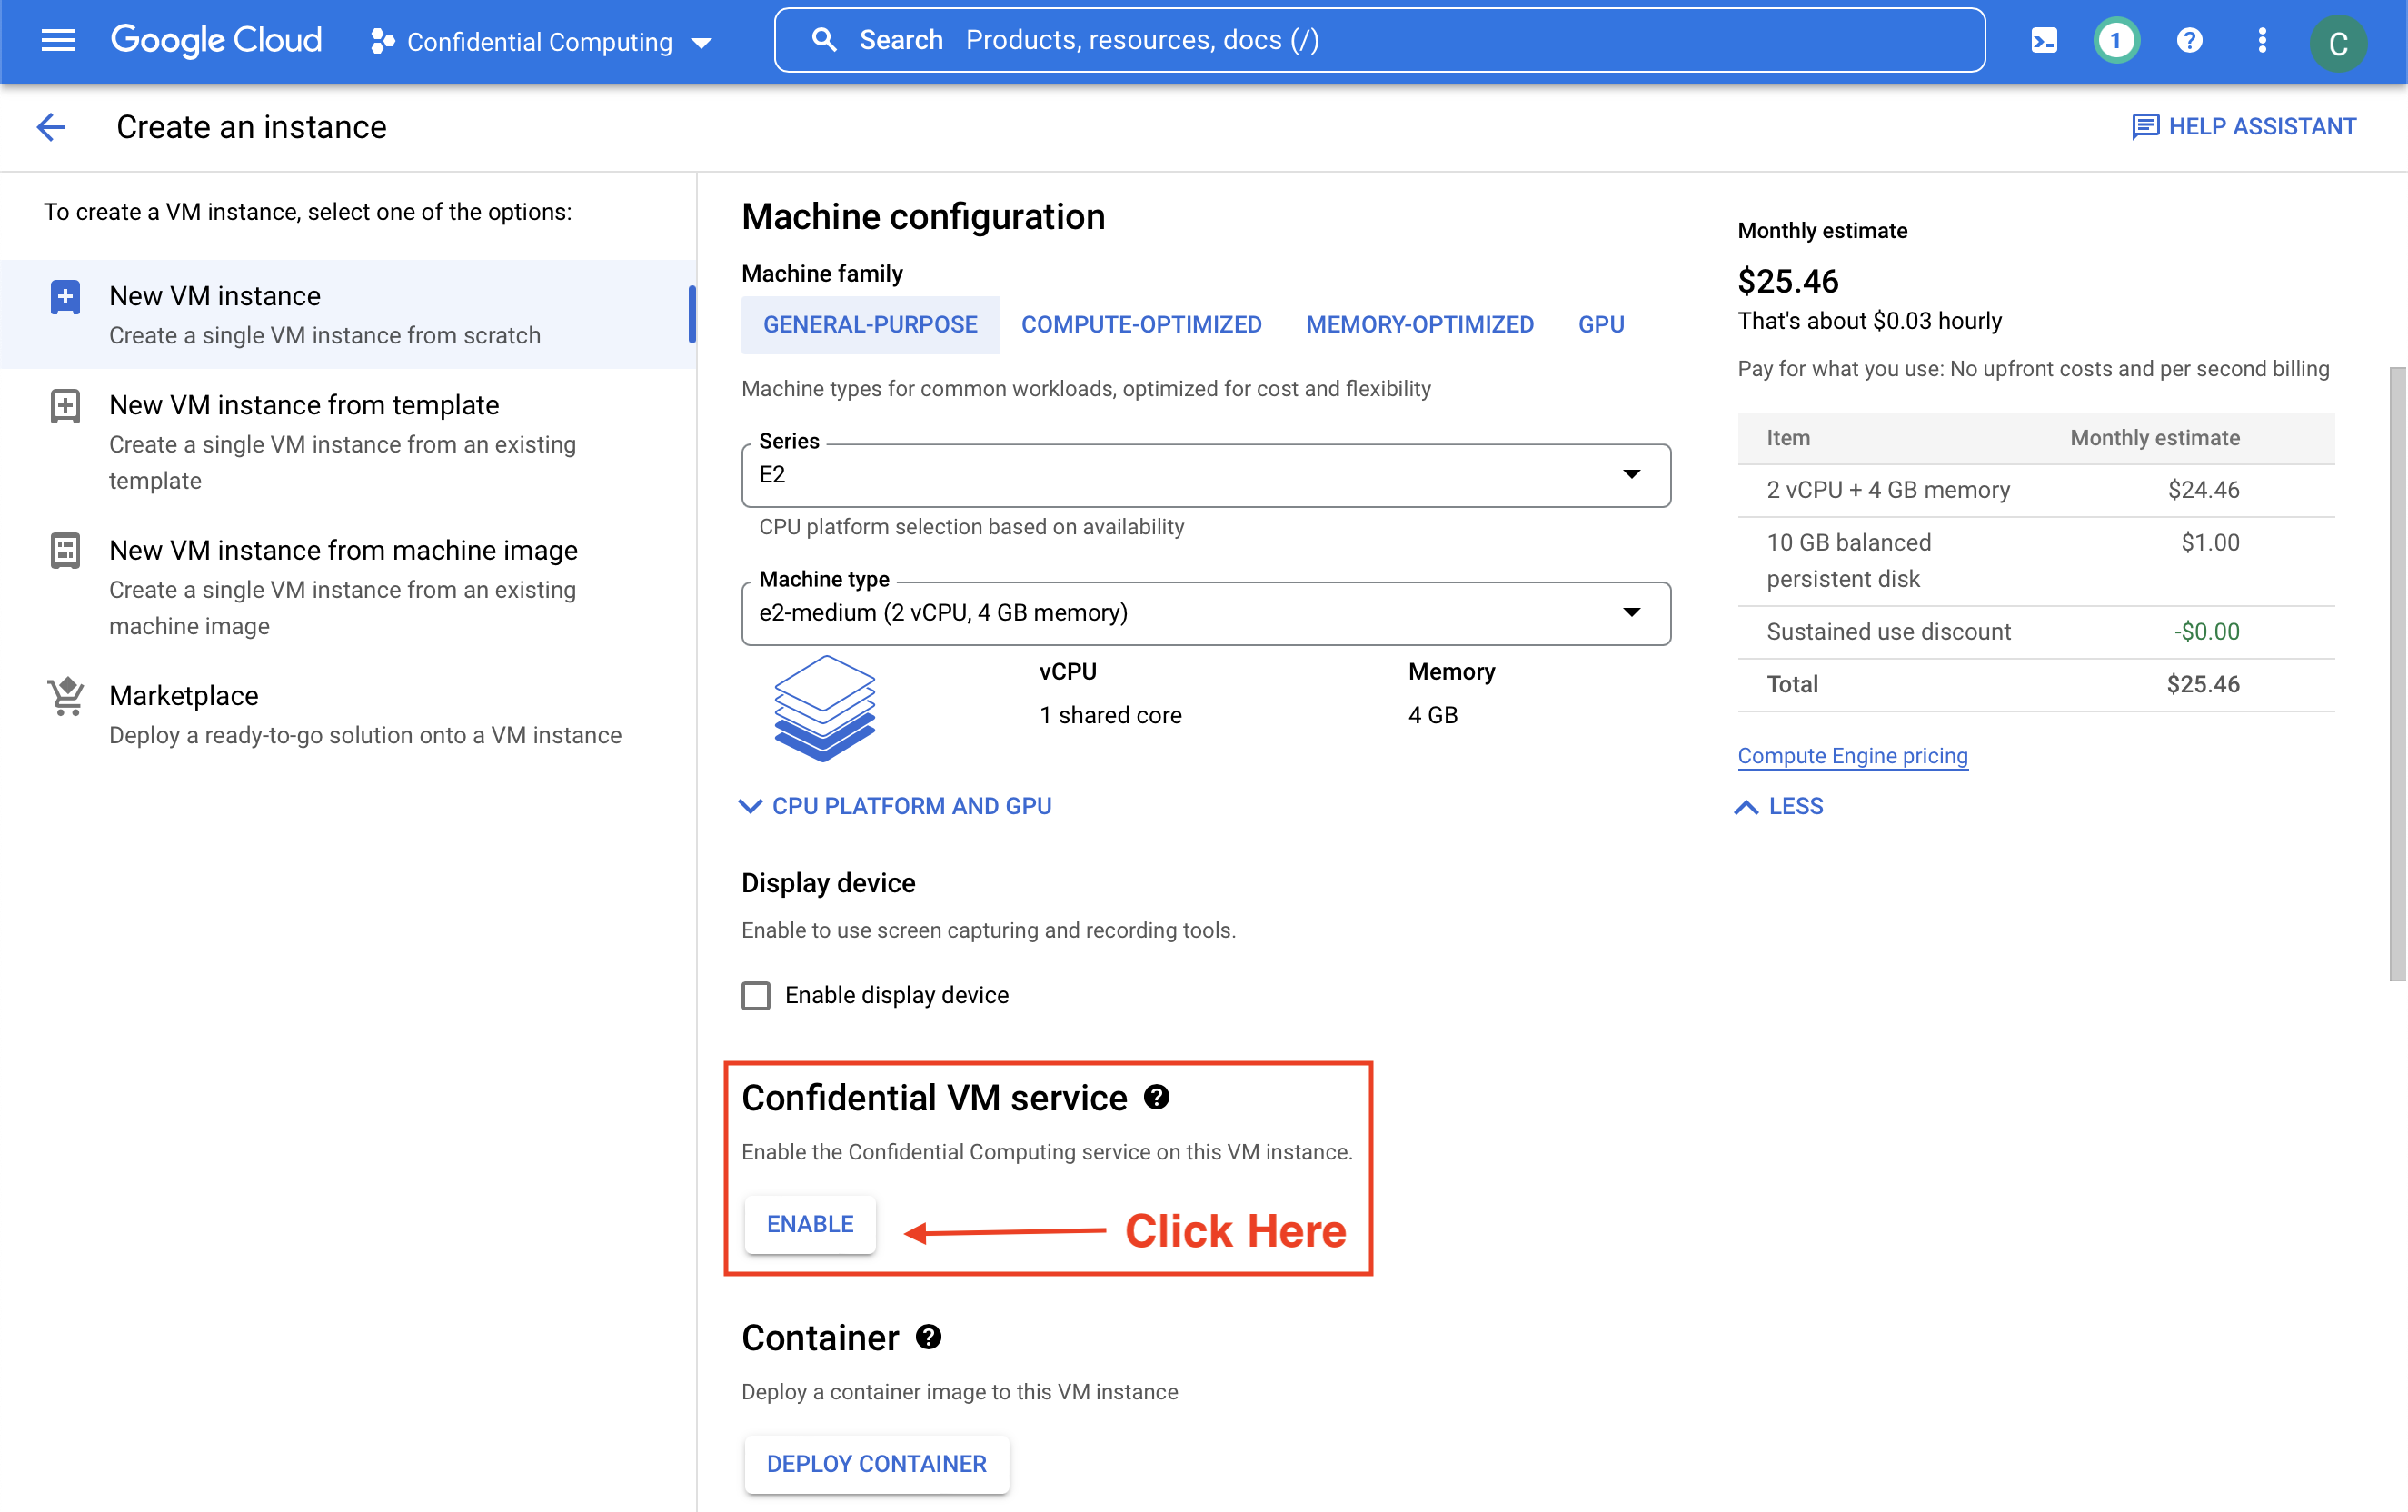 Google Cloud
Confidential Computing
Search Products, resources, docs (/)
1
?
C
Create an instance
HELP ASSISTANT
To create a VM instance, select one of the options:
New VM instance
Create a single VM instance from scratch
New VM instance from template
Create a single VM instance from an existing
template
New VM instance from machine image
Create a single VM instance from an existing
machine image
Marketplace
Deploy a ready-to-go solution onto a VM instance
Machine configuration
Machine family
GENERAL-PURPOSE COMPUTE-OPTIMIZED MEMORY-OPTIMIZED GPU
Machine types for common workloads, optimized for cost and flexibility
Series
E2
CPU platform selection based on availability
Machine type
e2-medium (2 vCPU, 4 GB memory)
vCPU Memory
1 shared core 4 GB
CPU PLATFORM AND GPU
Display device
Enable to use screen capturing and recording tools.
Enable display device
Confidential VM service ?
Enable the Confidential Computing service on this VM instance.
ENABLE Click Here
Container ?
Deploy a container image to this VM instance
DEPLOY CONTAINER
Monthly estimate
$25.46
That's about $0.03 hourly
Pay for what you use: No upfront costs and per second billing
Item Monthly estimate
2 vCPU + 4 GB memory $24.46
10 GB balanced $1.00
persistent disk
Sustained use discount -$0.00
Total $25.46
Compute Engine pricing
LESS